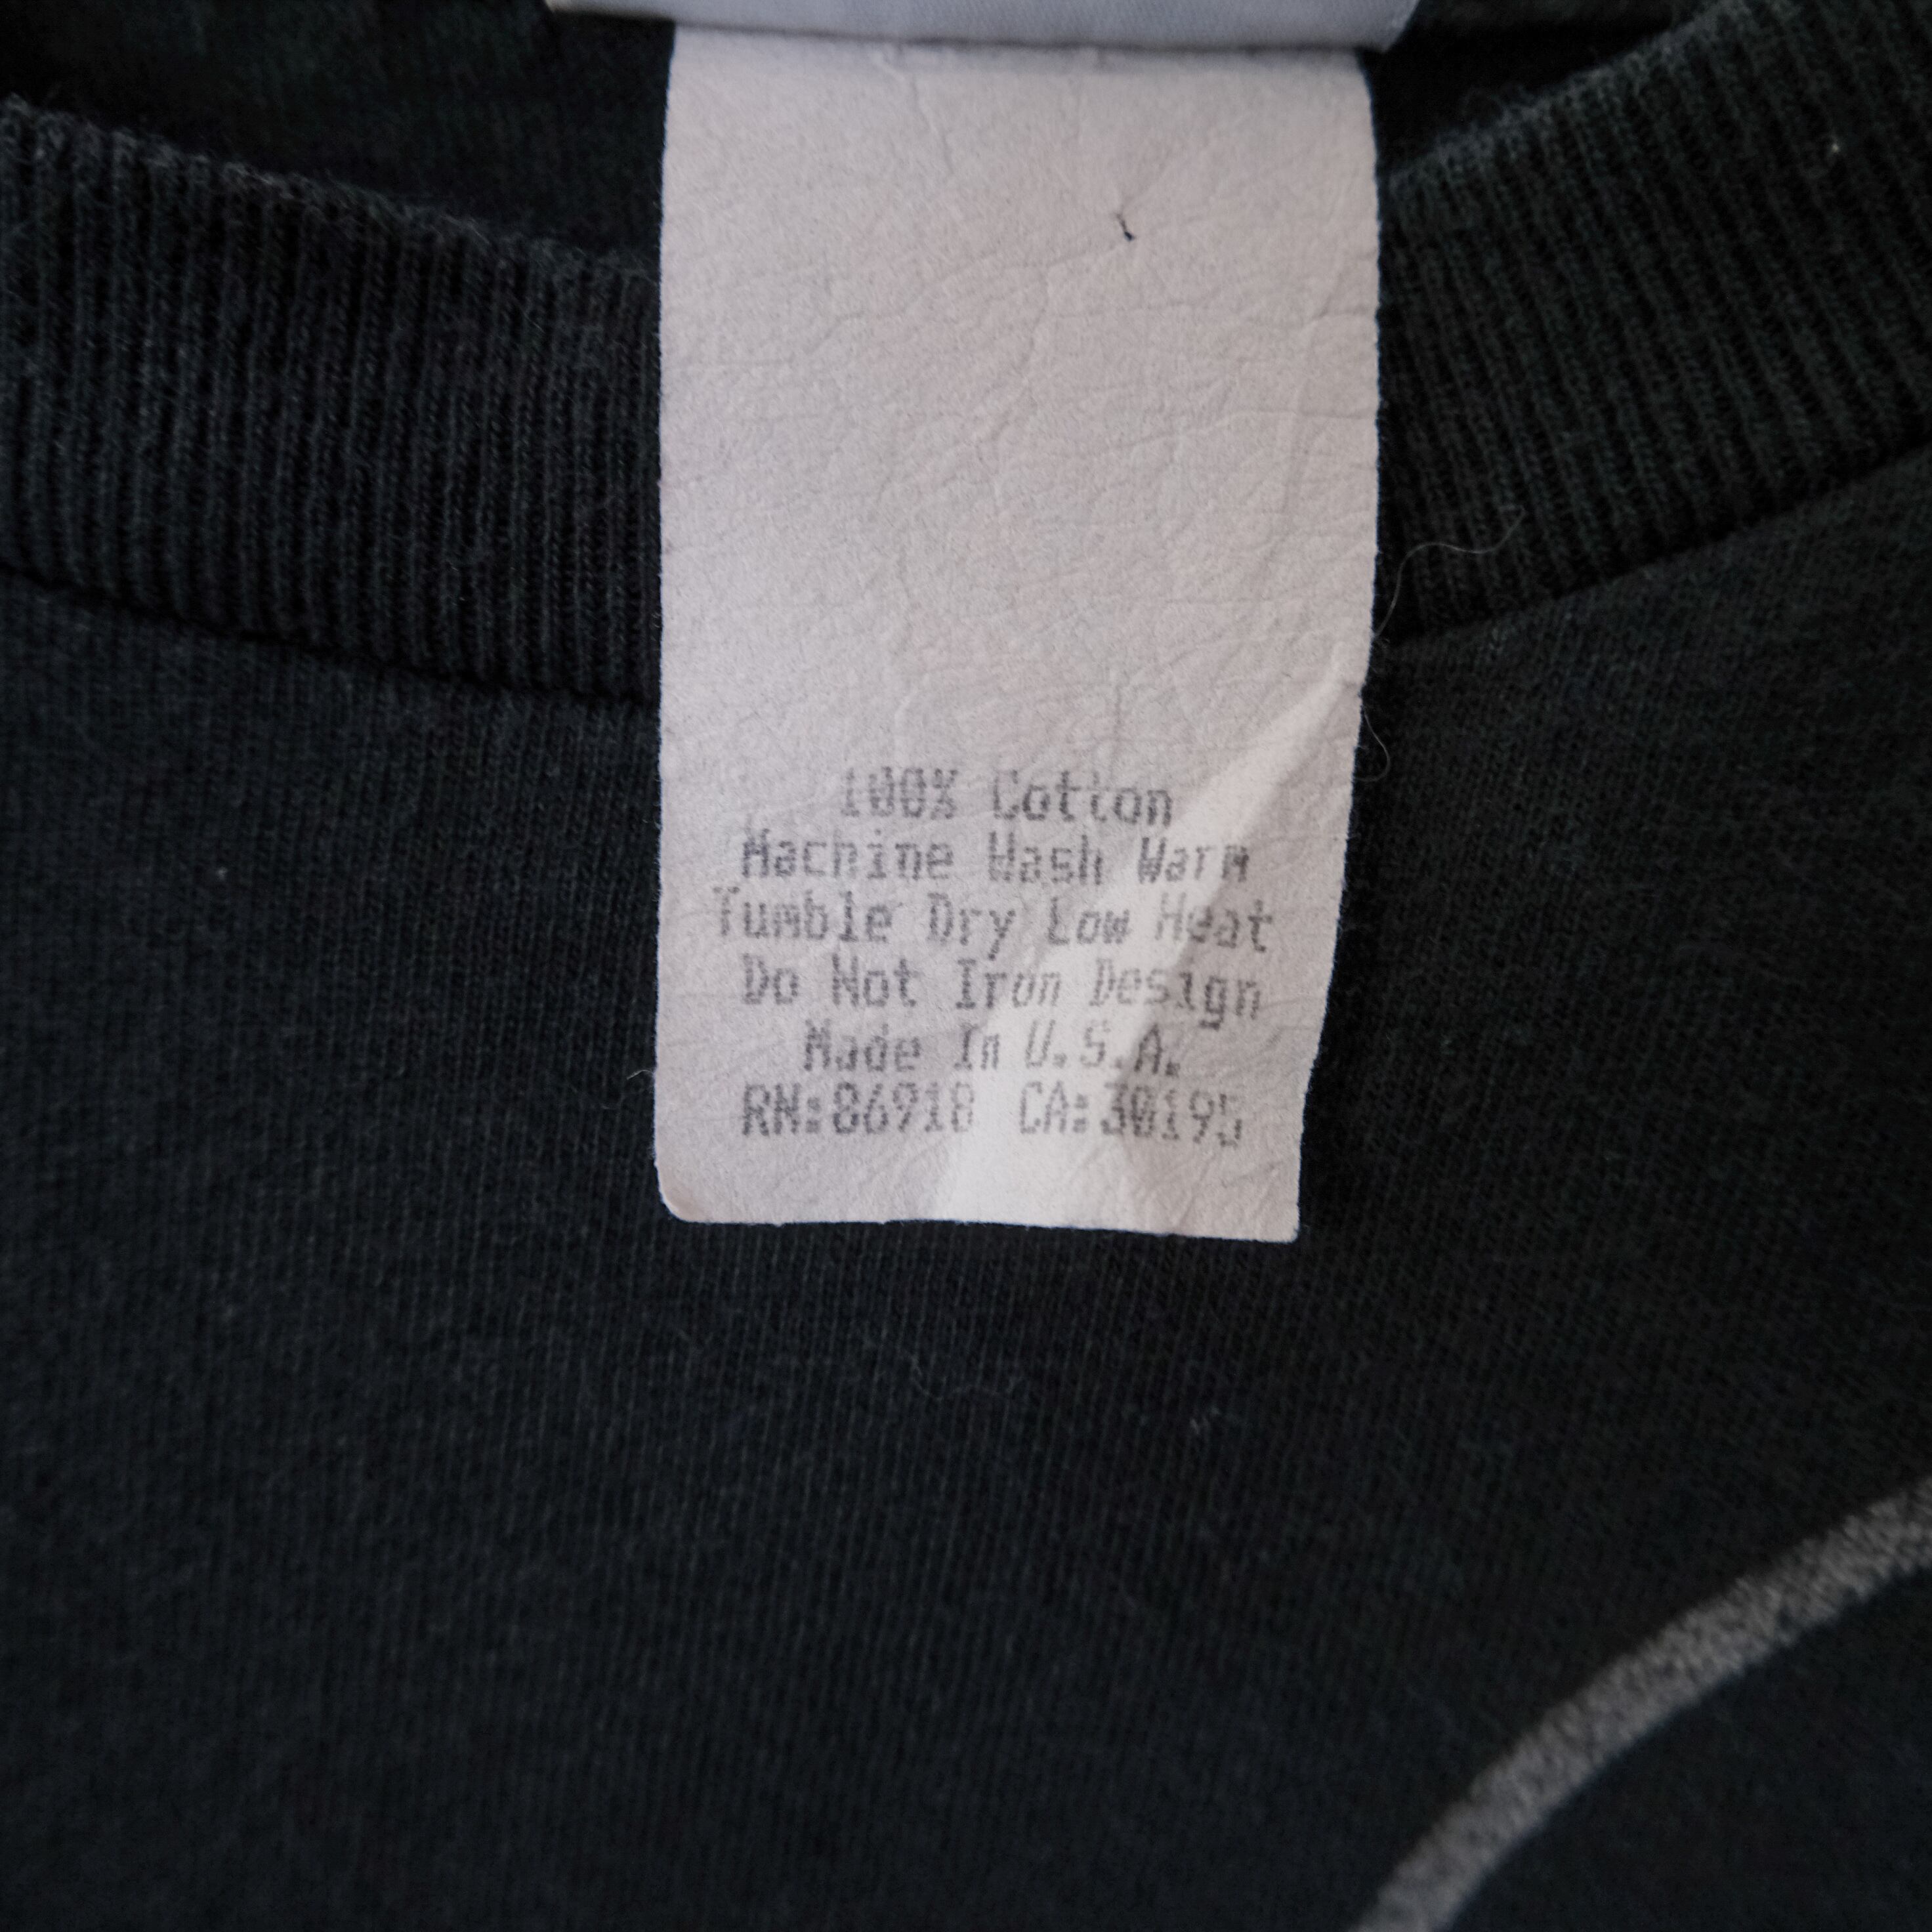 100% Cotton
Machine Wash Warm
Tumble Dry Low Heat
Do Not Iron Design
Made In U.S.A.
RN:86918 CA:30195